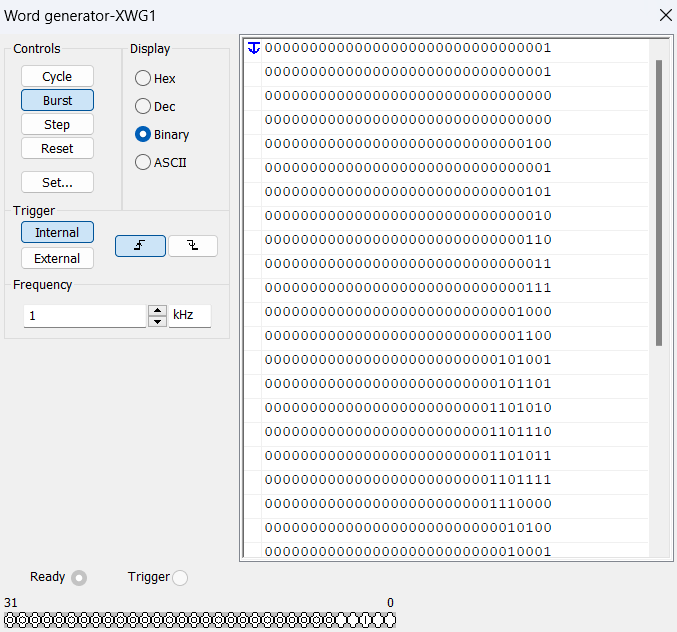 Word generator-XWG1
Controls
Cycle
Burst
Step
Reset
Set...
Display
Hex
Dec
Binary
ASCII
Trigger
Internal
External
Frequency
1
kHz
00000000000000000000000000000001
00000000000000000000000000000001
00000000000000000000000000000000
00000000000000000000000000000000
00000000000000000000000000000100
00000000000000000000000000000001
00000000000000000000000000000101
00000000000000000000000000000010
00000000000000000000000000000110
00000000000000000000000000000011
00000000000000000000000000000111
00000000000000000000000000001000
00000000000000000000000000001100
00000000000000000000000000101001
00000000000000000000000000101101
00000000000000000000000001101010
00000000000000000000000001101110
00000000000000000000000001101011
00000000000000000000000001101111
00000000000000000000000001110000
00000000000000000000000000010100
00000000000000000000000000010001
Ready
Trigger
31
0